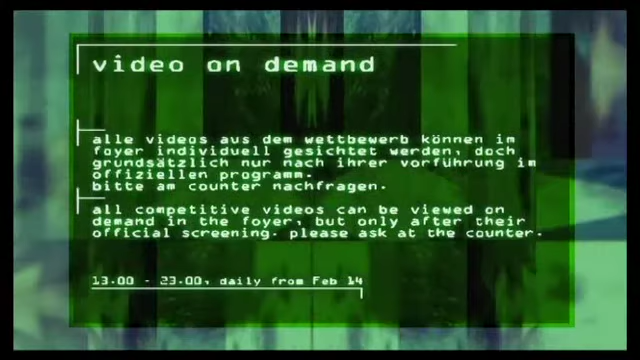 video on demand
alle videos aus dem wettbewerb können im
foyer individuell gesichtet werden, doch
grundsätzlich nur nach ihrer vorführung im
offiziellen programm.
bitte am counter nachfragen.
all competitive videos can be viewed on
demand in the foyer, but only after their
official screening. please ask at the counter.
13.00 - 23.00, daily from Feb 14